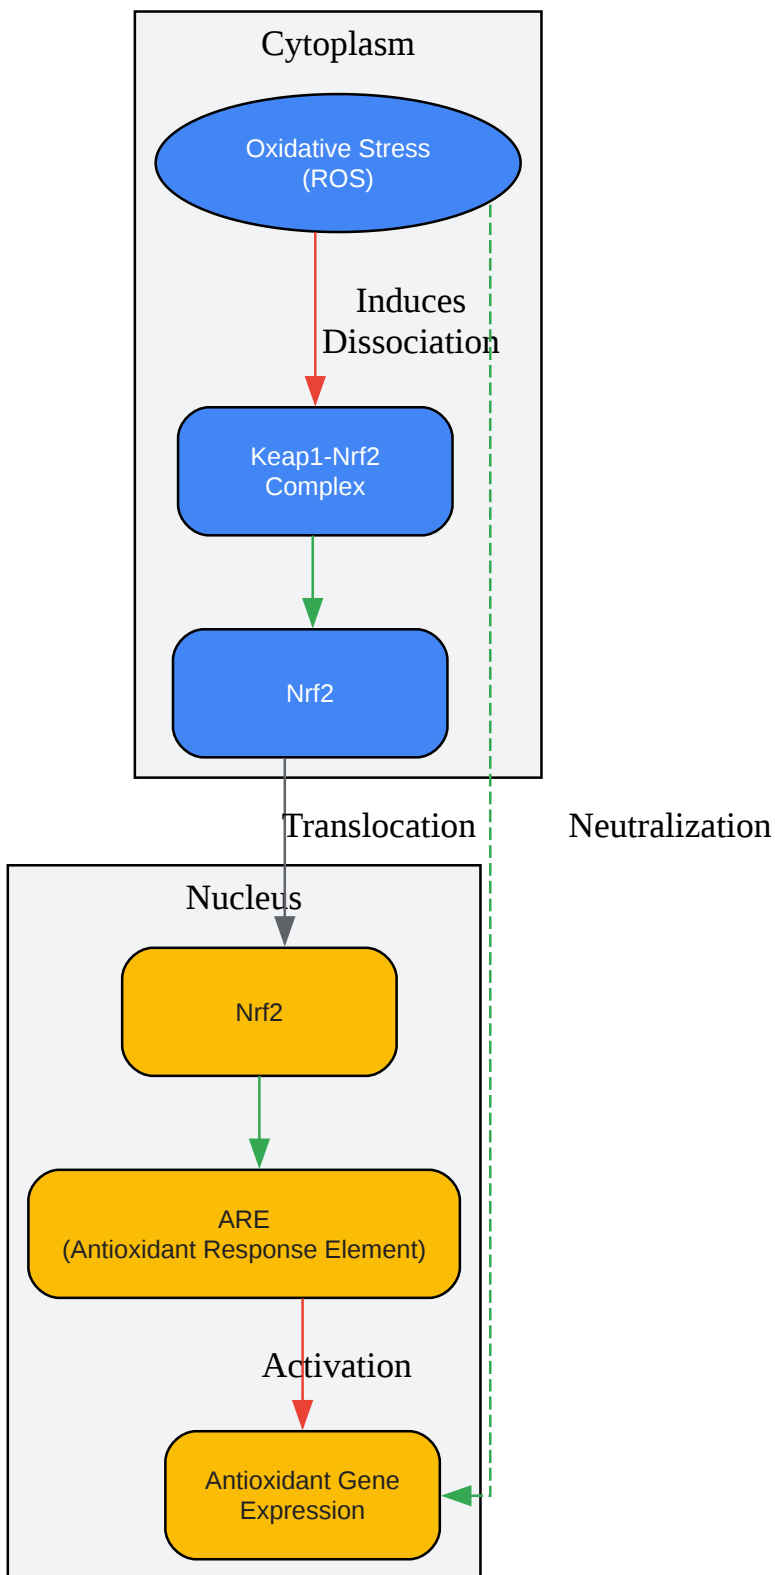 Cytoplasm
Oxidative Stress
(ROS)
Induces
Dissociation
Keap1-Nrf2
Complex
Nrf2
Translocation
Neutralization
Nucleus
Nrf2
ARE
(Antioxidant Response Element)
Activation
Antioxidant Gene
Expression